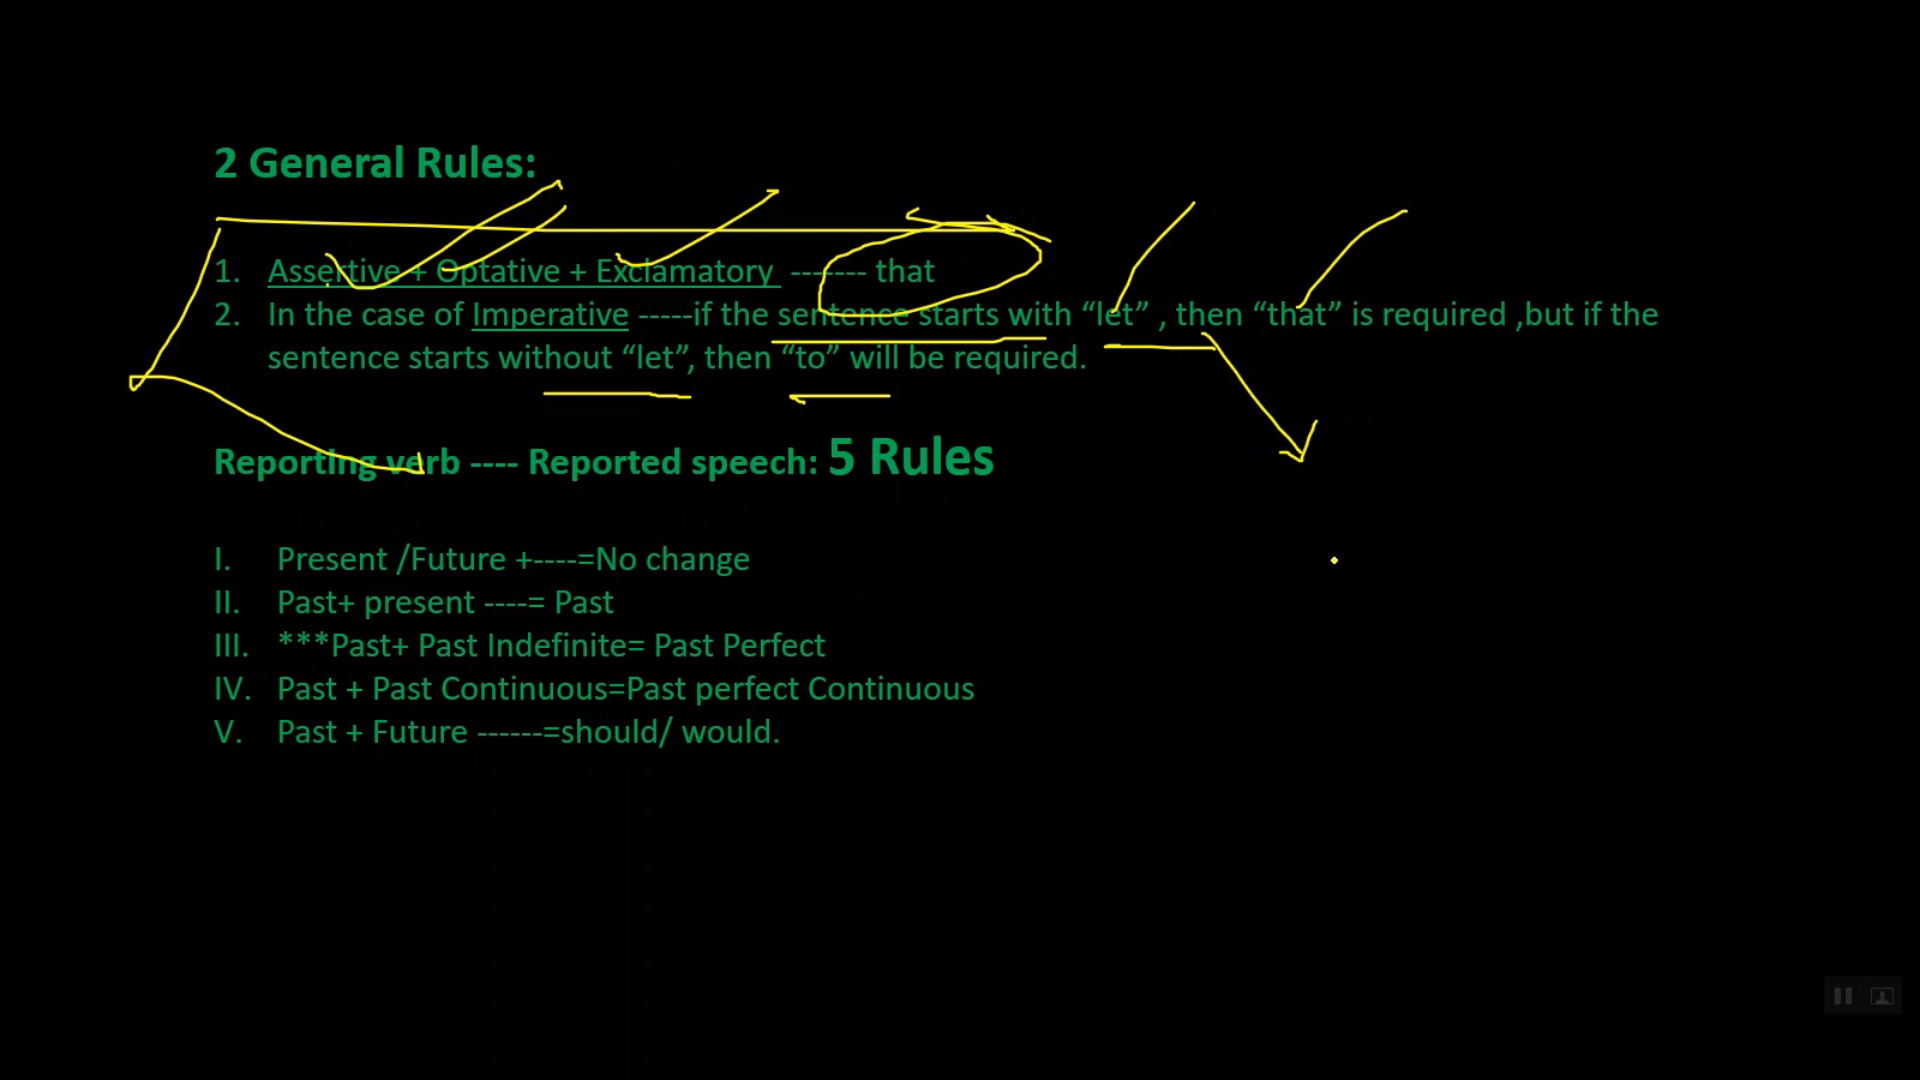 2 General Rules:
1. Assertive + Optative + Exclamatory ------- that
2. In the case of Imperative -----if the sentence starts with “let” , then “that” is required ,but if the
sentence starts without “let”, then “to” will be required.
Reporting verb ---- Reported speech: 5 Rules
I. Present /Future +----=No change
II. Past+ present ----= Past
III. ***Past+ Past Indefinite= Past Perfect
IV. Past + Past Continuous=Past perfect Continuous
V. Past + Future ------=should/ would.